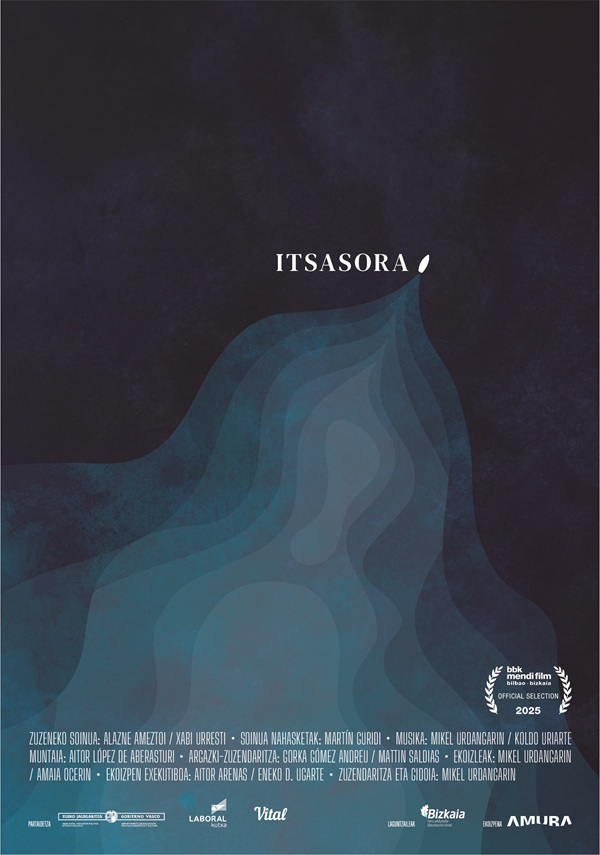 ITSASORA
bbk
mendi film
bilbao · bizkaia
OFFICIAL SELECTION
2025
ZUZENEKO SOINUA: ALAZNE AMEZTOI / XABI URRESTI • SOINUA NAHASKETAK: MARTÍN GURIDI • MUSIKA: MIKEL URDANGARIN / KOLDO URIARTE
MUNTAIA: AITOR LÓPEZ DE ABERASTURI • ARGAZKI-ZUZENDARITZA: GORKA GÓMEZ ANDREU / MATTIN SALDIAS • EKOIZLEAK: MIKEL URDANGARIN
/ AMAIA OCERIN • EKOIZPEN EXEKUTIBOA: AITOR ARENAS / ENEKO D. UGARTE • ZUZENDARITZA ETA GIDOIA: MIKEL URDANGARIN
PARTAIDETZA
EUSKO JAURLARITZA GOBIERNO VASCO
LABORAL
kutxa
Vital
LAGUNTZAILEAK
Bizkaia
EKOIZPENA
AMURA